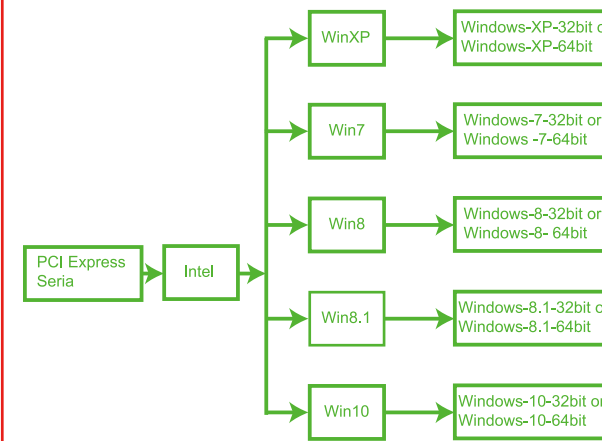 WinXP
Windows-XP-32bit
Windows-XP-64bit
Win7
Windows-7-32bit or
Windows -7-64bit
Win8
Windows-8-32bit or
Windows-8- 64bit
PCI Express
Seria
Intel
Win8.1
Windows-8.1-32bit
Windows-8.1-64bit
Win10
Windows-10-32bit or
Windows-10-64bit